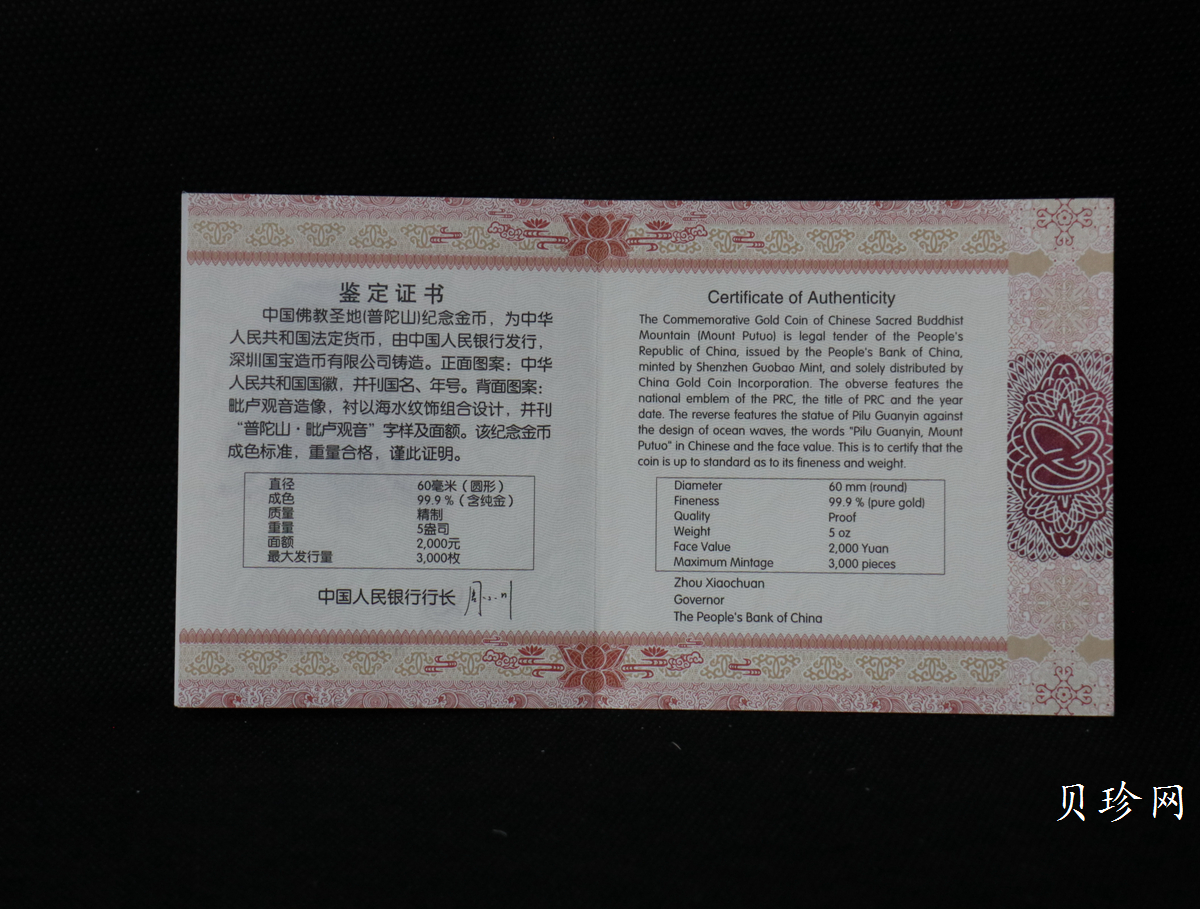 鉴定证书
中国佛教圣地(普陀山)纪念金币，为中华
人民共和国法定货币，由中国人民银行发行，
深圳国宝造币有限公司铸造。正面图案：中华
人民共和国国徽，并刊国名、年号。背面图案：
毗卢观音造像，衬以海水纹饰组合设计，并刊
“普陀山·毗卢观音”字样及面额。该纪念金币
成色标准，重量合格，谨此证明。
直径 60毫米（圆形）
成色 99.9％（含纯金）
质量 精制
重量 5盎司
面额 2,000元
最大发行量 3,000枚
中国人民银行行长
Certificate of Authenticity
The Commemorative Gold Coin of Chinese Sacred Buddhist
Mountain (Mount Putuo) is legal tender of the People's
Republic of China, issued by the People's Bank of China,
minted by Shenzhen Guobao Mint, and solely distributed by
China Gold Coin Incorporation. The obverse features the
national emblem of the PRC, the title of PRC and the year
date. The reverse features the statue of Pilu Guanyin against
the design of ocean waves, the words "Pilu Guanyin, Mount
Putuo" in Chinese and the face value. This is to certify that the
coin is up to standard as to its fineness and weight.
Diameter 60 mm (round)
Fineness 99.9 % (pure gold)
Quality Proof
Weight 5 oz
Face Value 2,000 Yuan
Maximum Mintage 3,000 pieces
Zhou Xiaochuan
Governor
The People's Bank of China
贝珍网